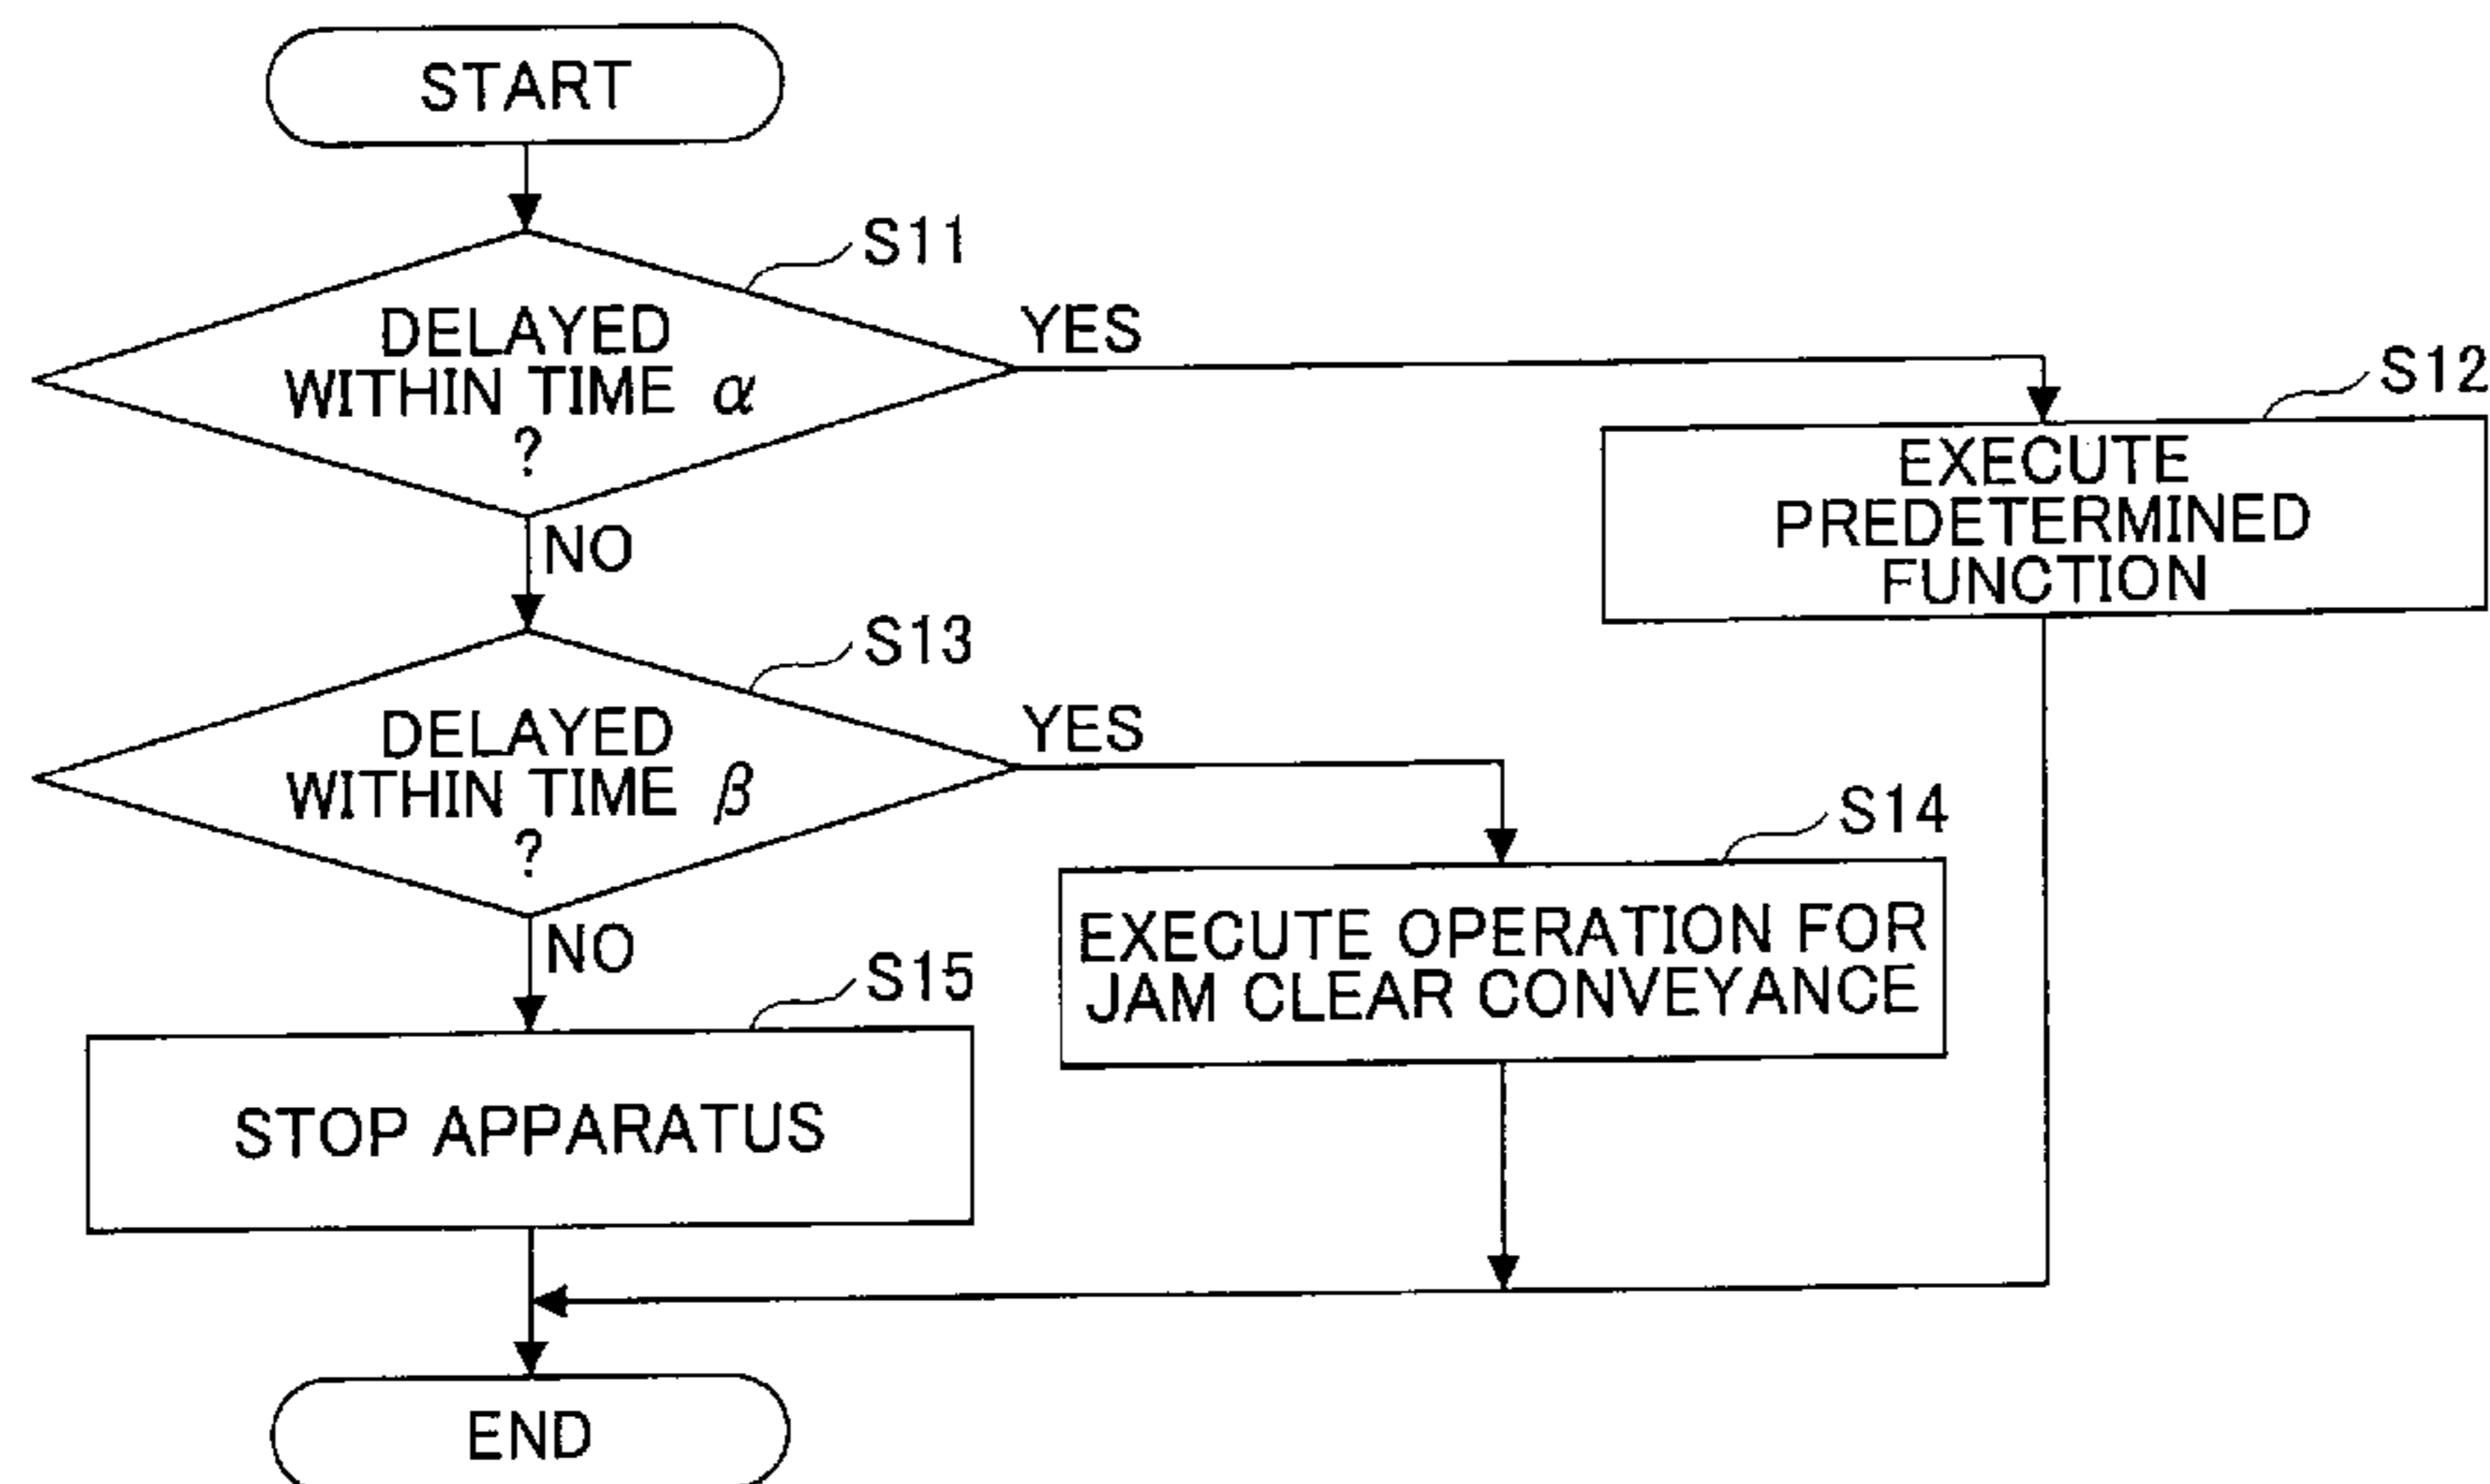 START
S11
DELAYED
WITHIN TIME α
?
YES
S12
EXECUTE
PREDETERMINED
FUNCTION
NO
S13
DELAYED
WITHIN TIME β
?
YES
S14
EXECUTE OPERATION FOR
JAM CLEAR CONVEYANCE
NO
S15
STOP APPARATUS
END